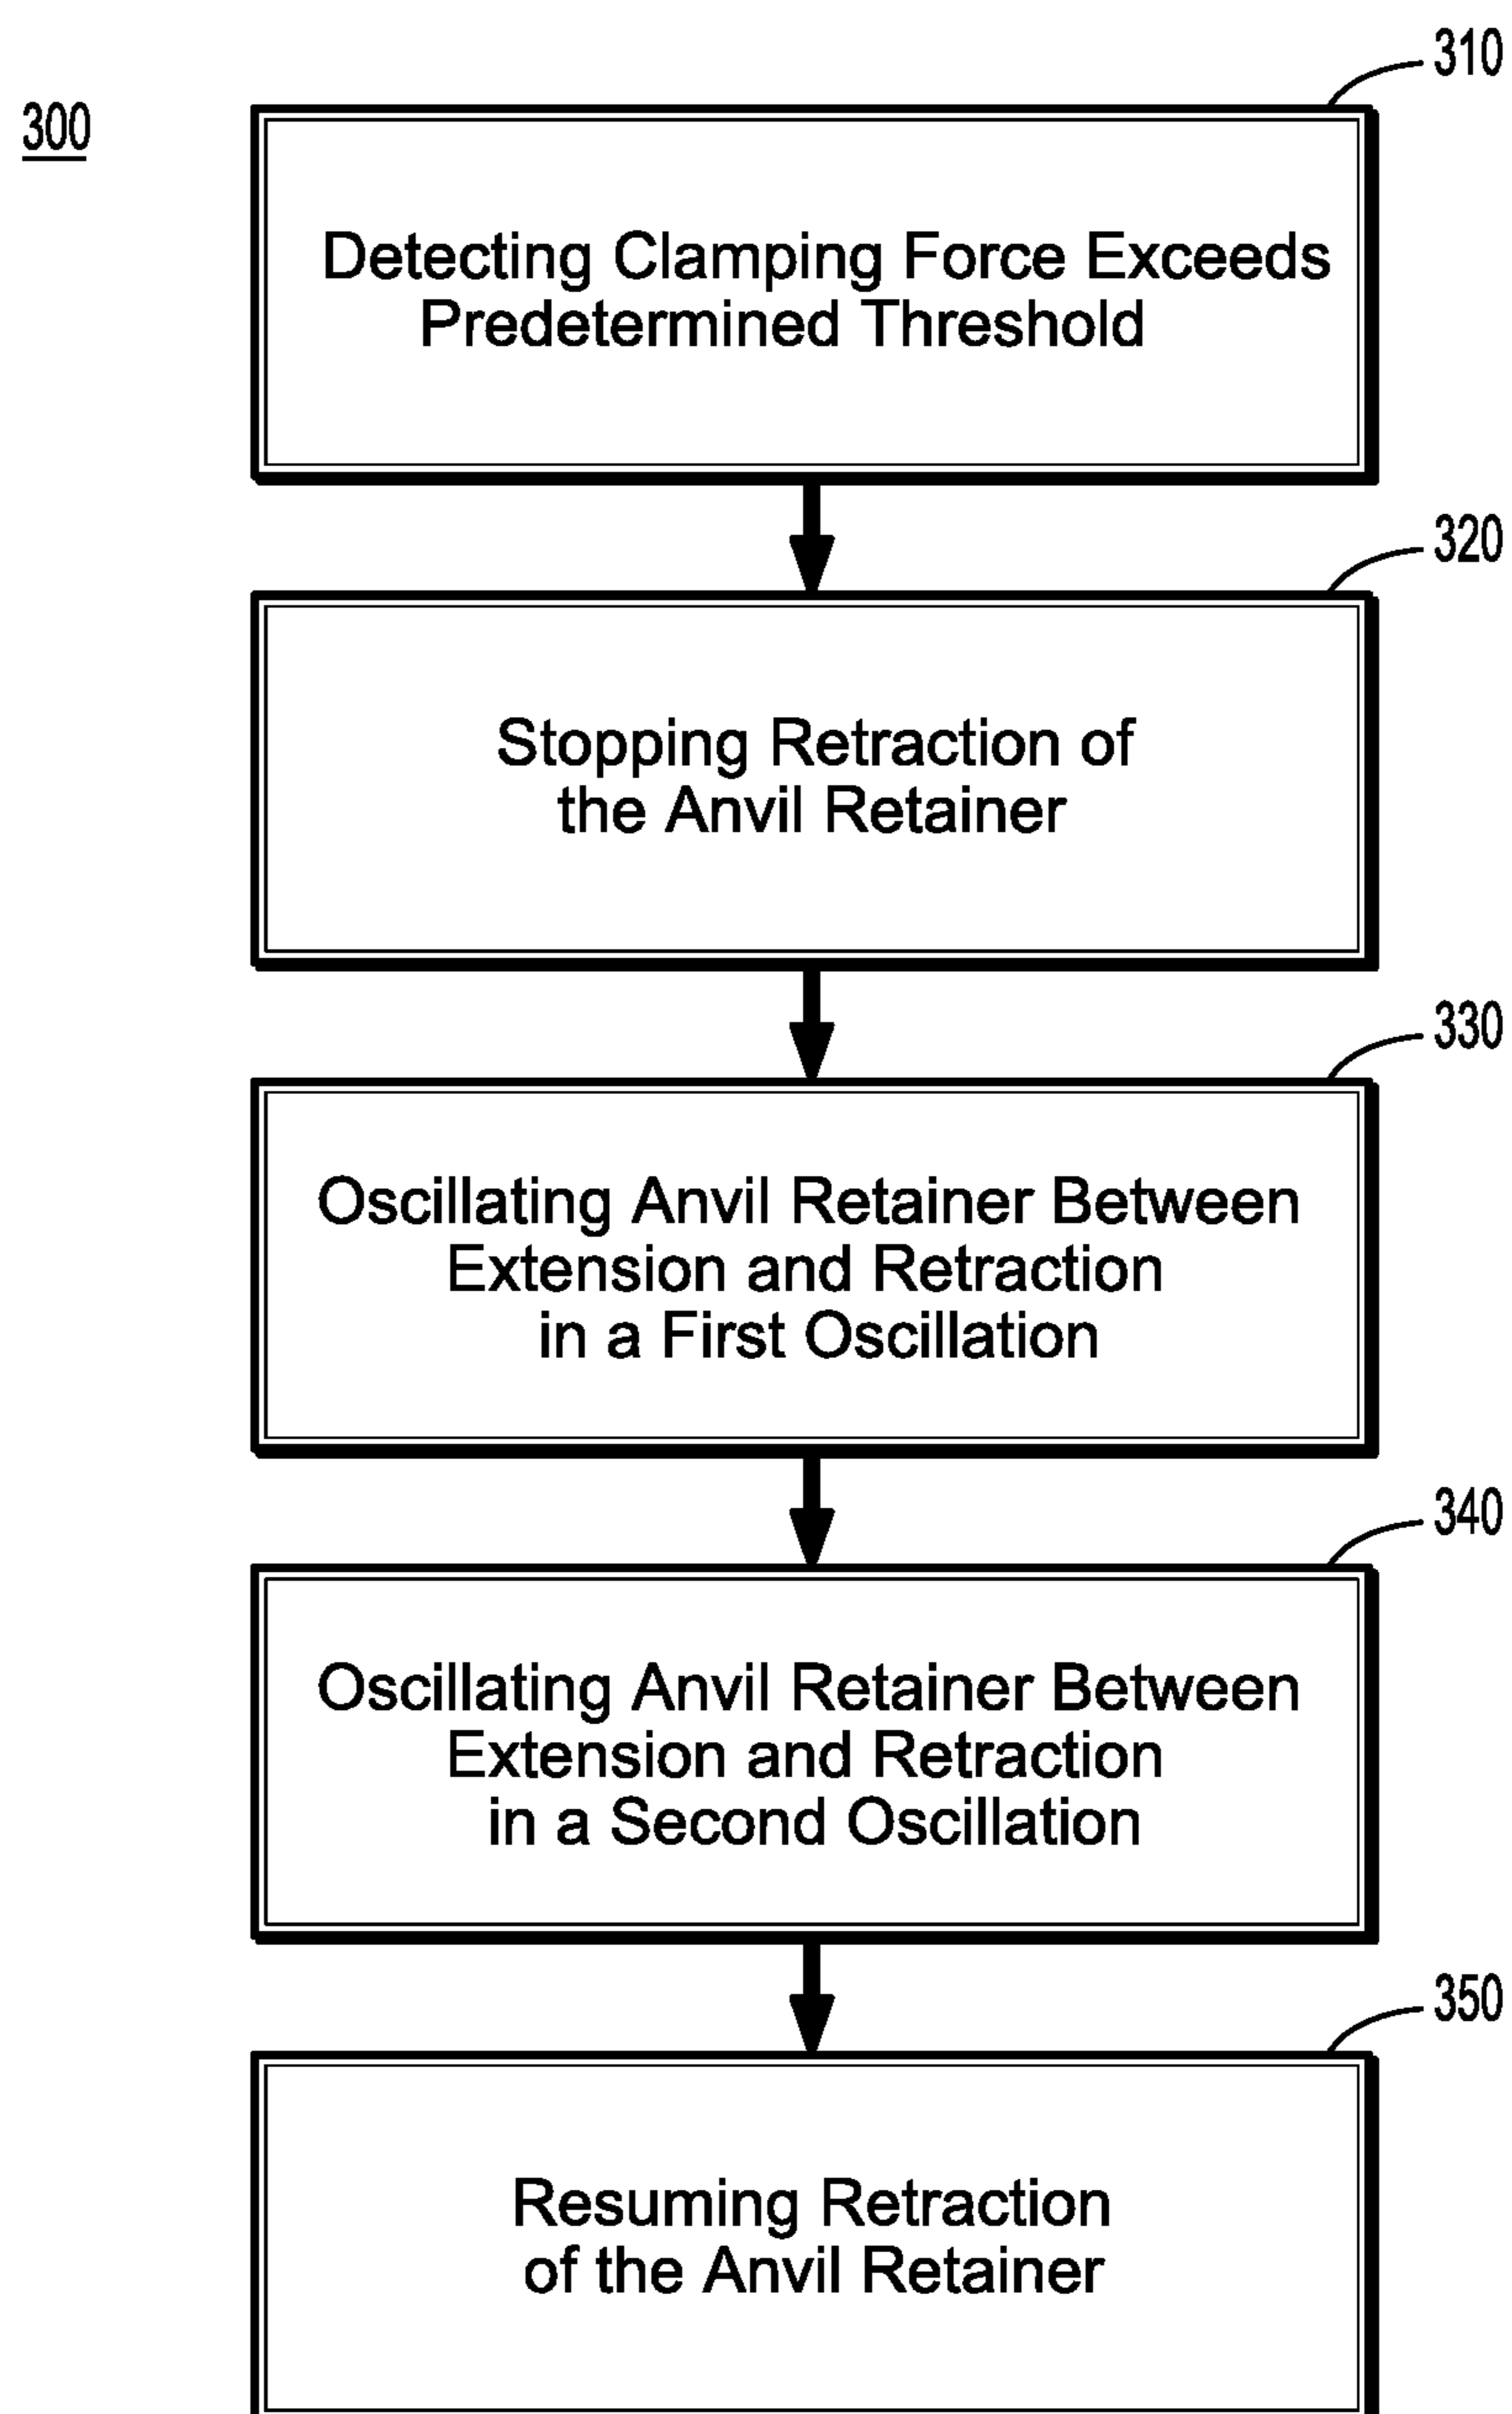 300
310
Detecting Clamping Force Exceeds
Predetermined Threshold
320
Stopping Retraction of
the Anvil Retainer
330
Oscillating Anvil Retainer Between
Extension and Retraction
in a First Oscillation
340
Oscillating Anvil Retainer Between
Extension and Retraction
in a Second Oscillation
350
Resuming Retraction
of the Anvil Retainer